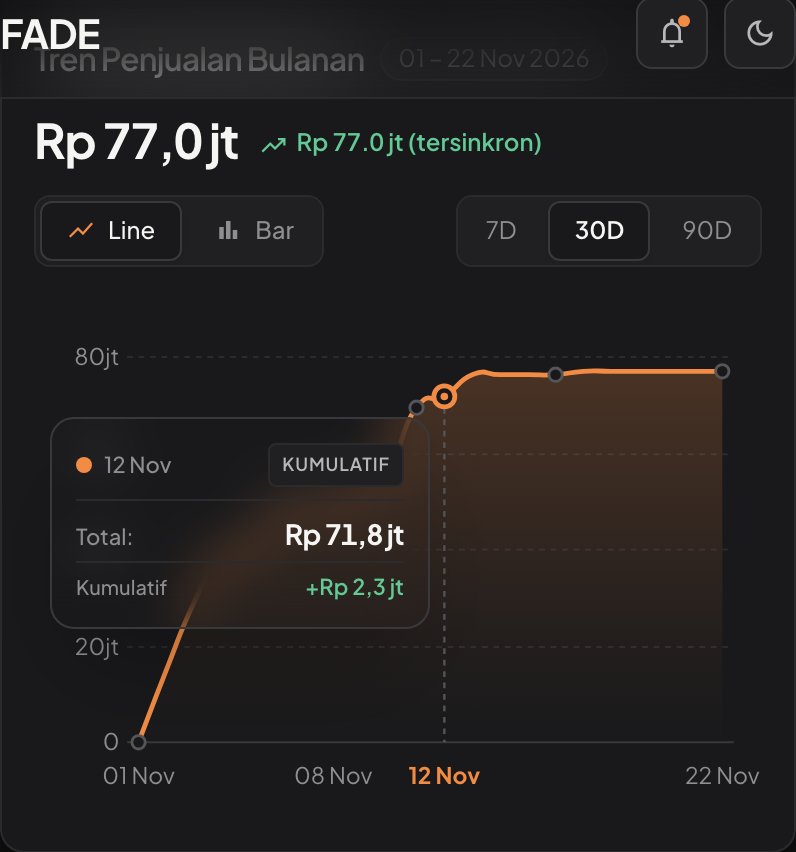 FADE
Tren Penjualan Bulanan 01 – 22 Nov 2026
Rp 77,0 jt Rp 77.0 jt (tersinkron)
Line Bar 7D 30D 90D
80jt
12 Nov KUMULATIF
Total: Rp 71,8 jt
Kumulatif +Rp 2,3 jt
20jt
0
01 Nov 08 Nov 12 Nov 22 Nov